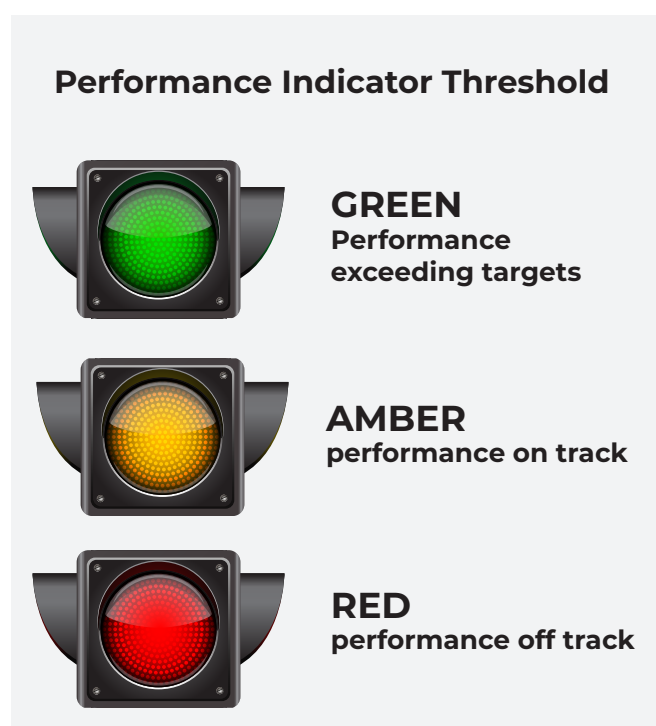 Performance Indicator Threshold
GREEN
Performance
exceeding targets
AMBER
performance on track
RED
performance off track